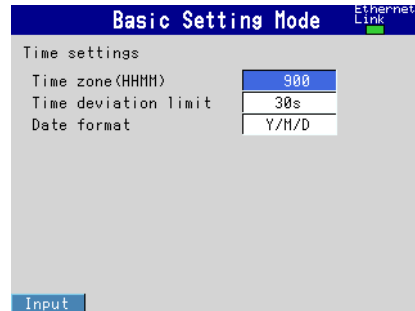 Basic Setting Mode
Ethernet
Link
Time settings
Time zone(HHMM) 900
Time deviation limit 30s
Date format Y/M/D
Input